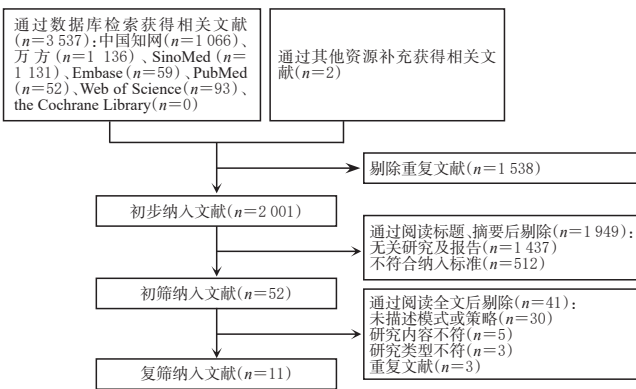 通过数据库检索获得相关文献
(n=3 537)：中国知网(n=1 066)、
万方(n=1 136)、SinoMed(n=
1 131)、Embase(n=59)、PubMed
(n=52)、Web of Science(n=93)、
the Cochrane Library(n=0)
通过其他资源补充获得相关文
献(n=2)
剔除重复文献(n=1 538)
初步纳入文献(n=2 001)
通过阅读标题、摘要后剔除(n=1 949)：
无关研究及报告(n=1 437)
不符合纳入标准(n=512)
初筛纳入文献(n=52)
通过阅读全文后剔除(n=41)：
未描述模式或策略(n=30)
研究内容不符(n=5)
研究类型不符(n=3)
重复文献(n=3)
复筛纳入文献(n=11)